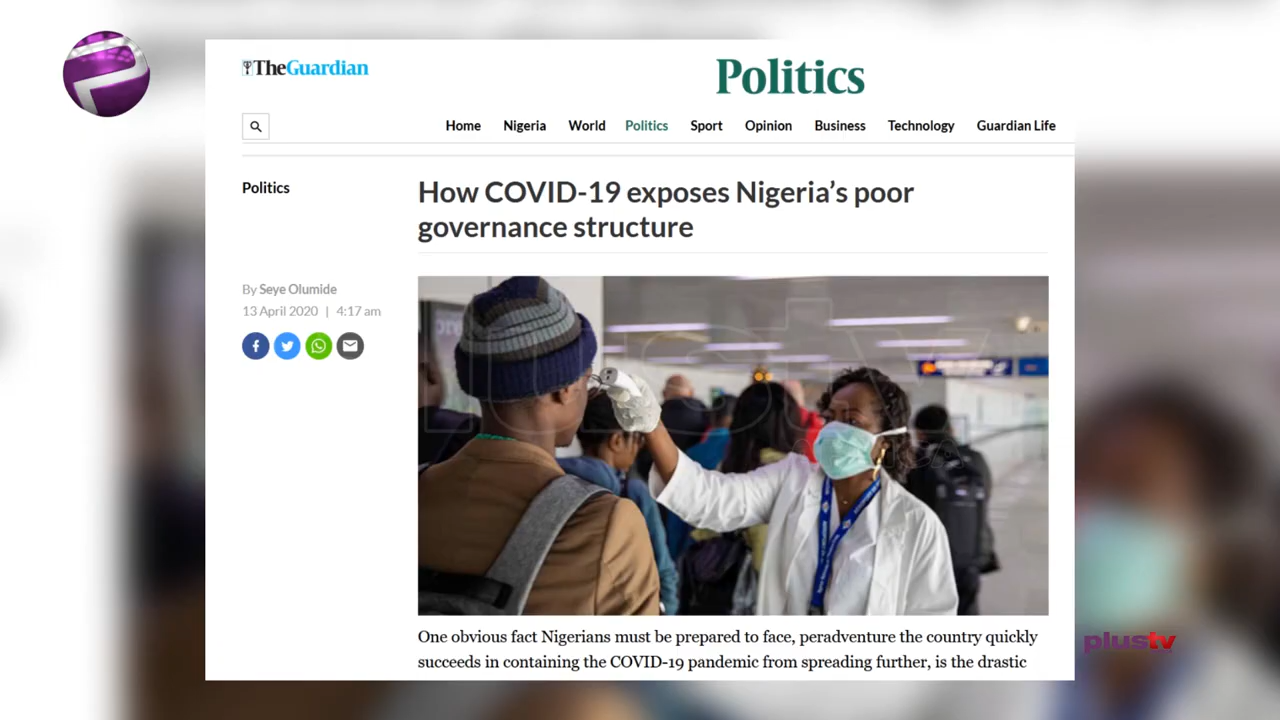 TheGuardian
Politics
Home Nigeria World Politics Sport Opinion Business Technology Guardian Life
Politics
How COVID-19 exposes Nigeria's poor
governance structure
By Seye Olumide
13 April 2020 | 4:17 am
One obvious fact Nigerians must be prepared to face, peradventure the country quickly
succeeds in containing the COVID-19 pandemic from spreading further, is the drastic
plustv